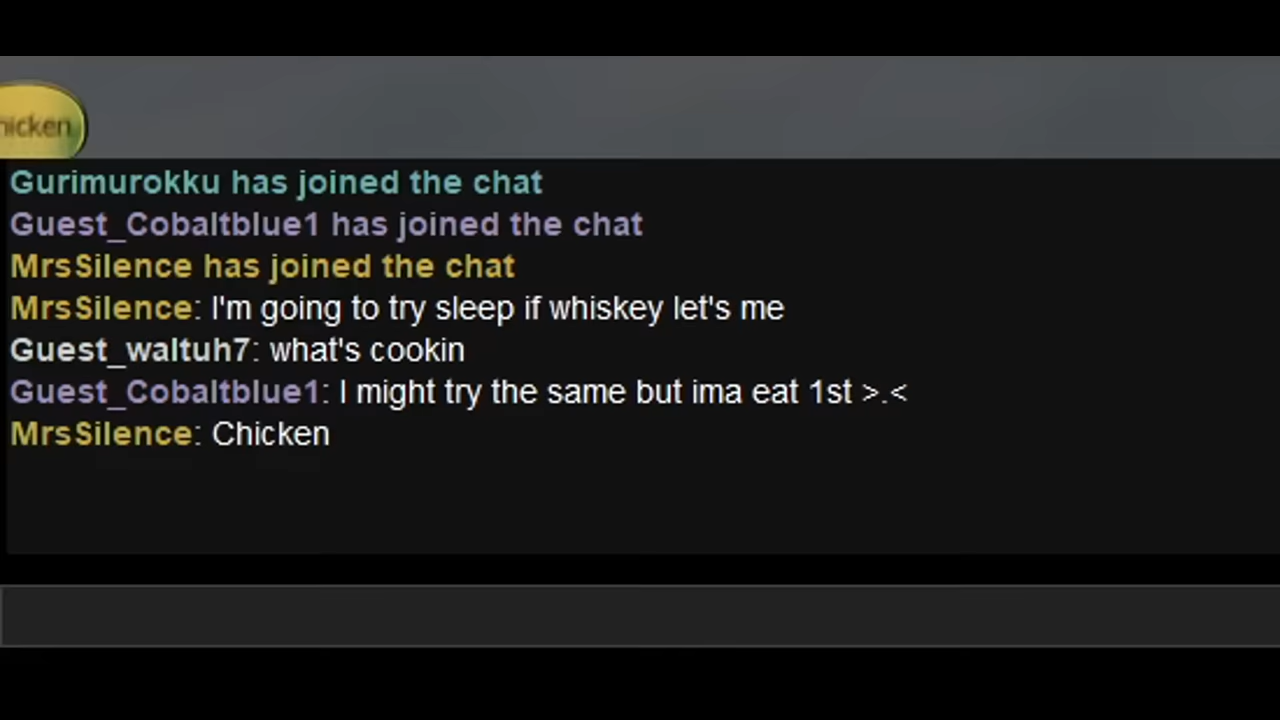 hicken
Gurimurokku has joined the chat
Guest_Cobaltblue1 has joined the chat
MrsSilence has joined the chat
MrsSilence: I'm going to try sleep if whiskey let's me
Guest_waltuh7: what's cookin
Guest_Cobaltblue1: I might try the same but ima eat 1st >.<
MrsSilence: Chicken